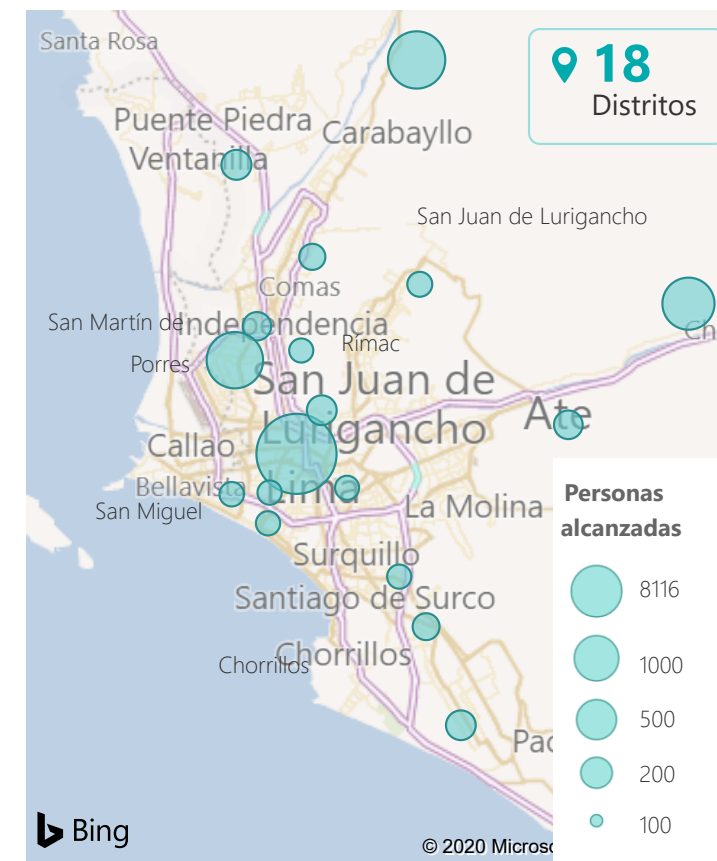 Santa Rosa
18
Distritos
Puente Piedra
Carabayllo
Ventanilla
San Juan de Lurigancho
Comas
San Martín de
Independencia
Rímac
Ch
Porres
San Juan de
Lurigancho
Ate
Callao
Bellavista
Lima
San Miguel
La Molina
Personas
alcanzadas
Surquillo
8116
Santiago de Surco
Chorrillos
Chorrillos
1000
500
Pac
200
100
Bing
© 2020 Microso